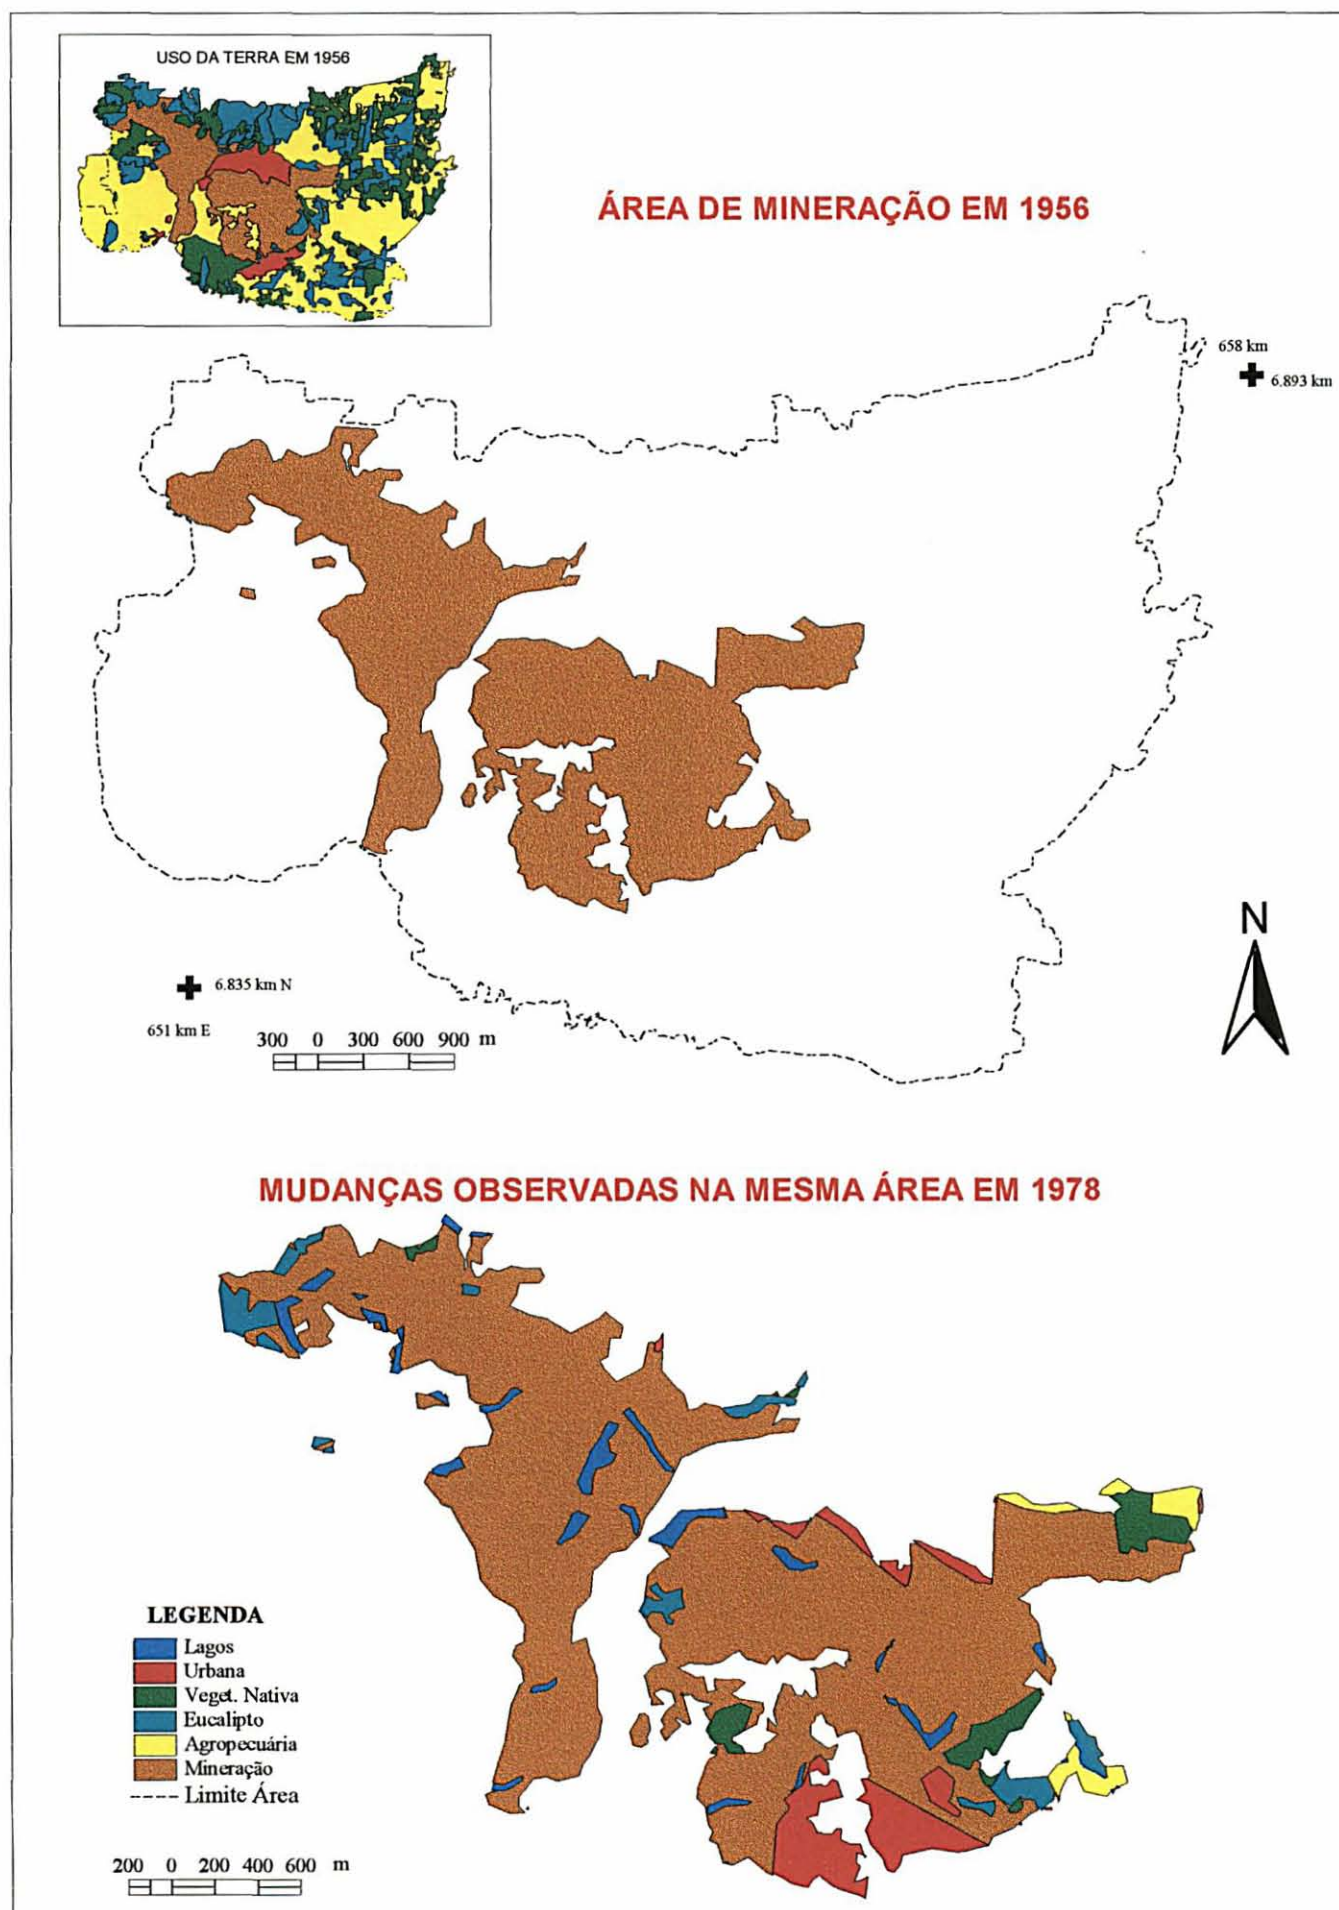 USO DA TERRA EM 1956
ÁREA DE MINERAÇÃO EM 1956
658 km
6.893 km
6.835 km N
651 km E
300 0 300 600 900 m
N
MUDANÇAS OBSERVADAS NA MESMA ÁREA EM 1978
LEGENDA
Lagos
Urbana
Veget. Nativa
Eucalipto
Agropecuária
Mineração
Limite Área
200 0 200 400 600 m